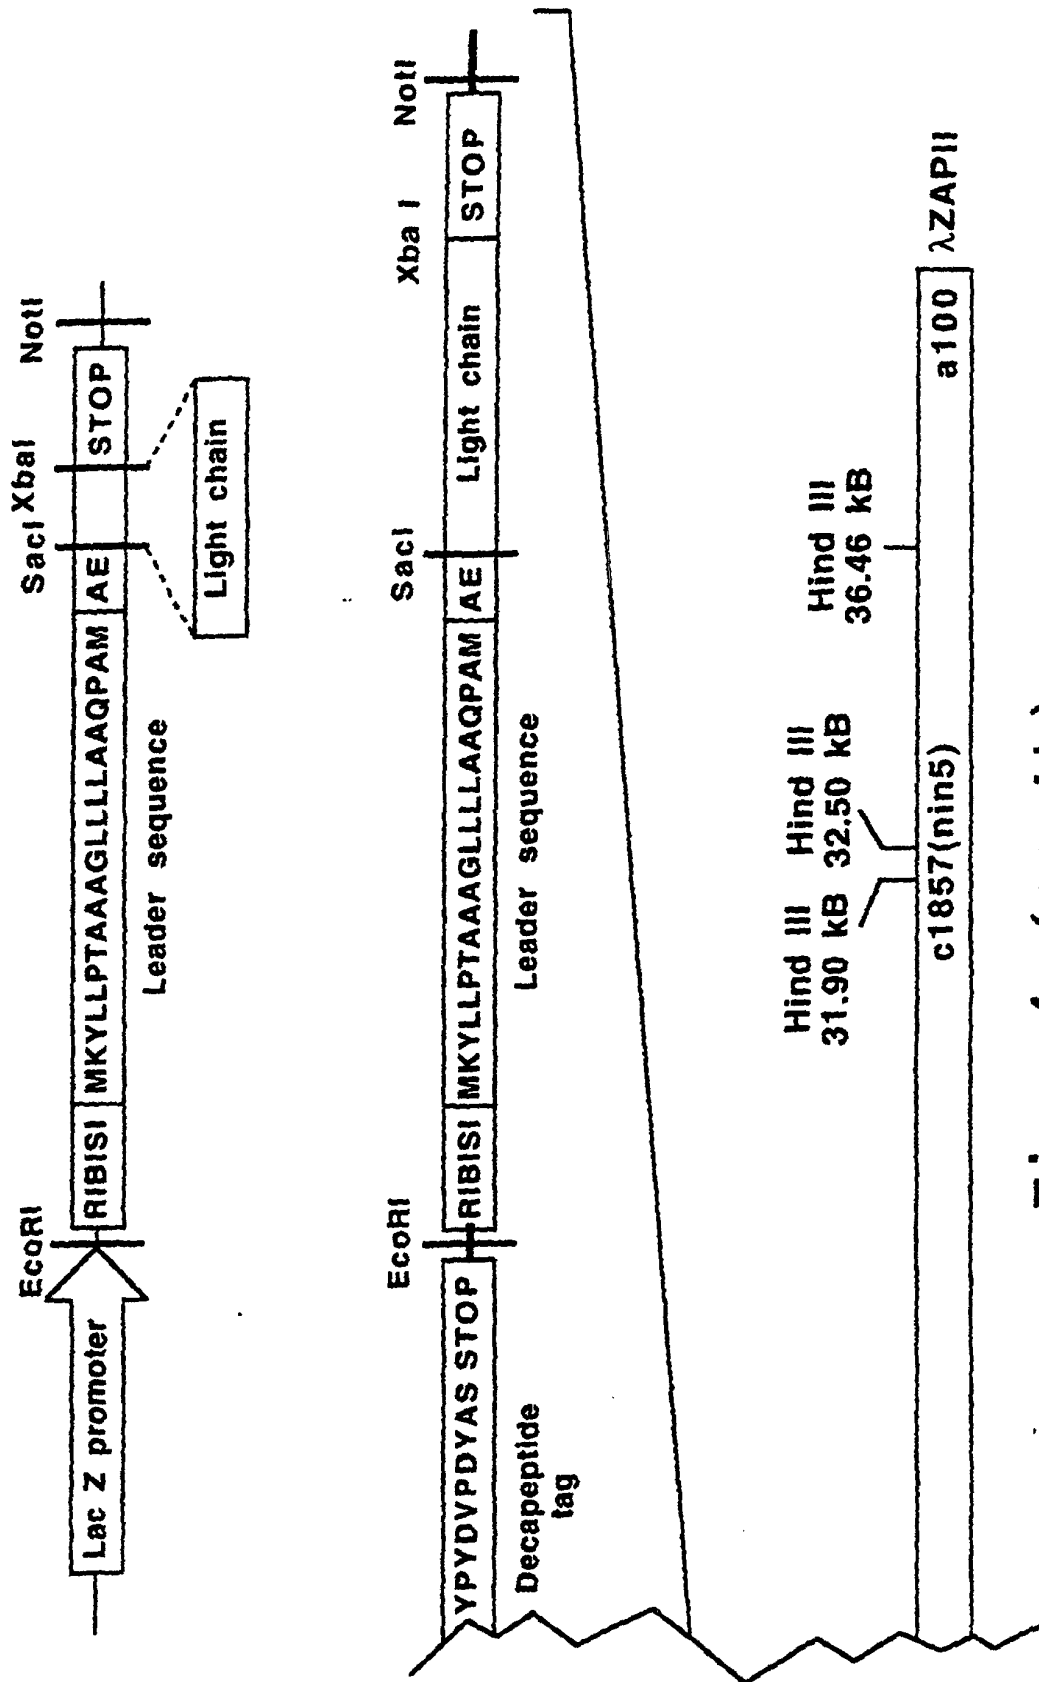 EcoRI
SacI
XbaI
NotI
Lac Z promoter
RIBISI
MKYLLPTAAAGLLLLAAQPAM
AE
STOP
Leader sequence
Light chain
EcoRI
SacI
Xba I
NotI
YPYDVPDYAS STOP
RIBISI
MKYLLPTAAAGLLLLAAQPAM
AE
Light chain
STOP
Decapeptide
tag
Leader sequence
Hind III
31.90 kB
Hind III
32.50 kB
Hind III
36.46 kB
c1857(nin5)
a100
λZAPII